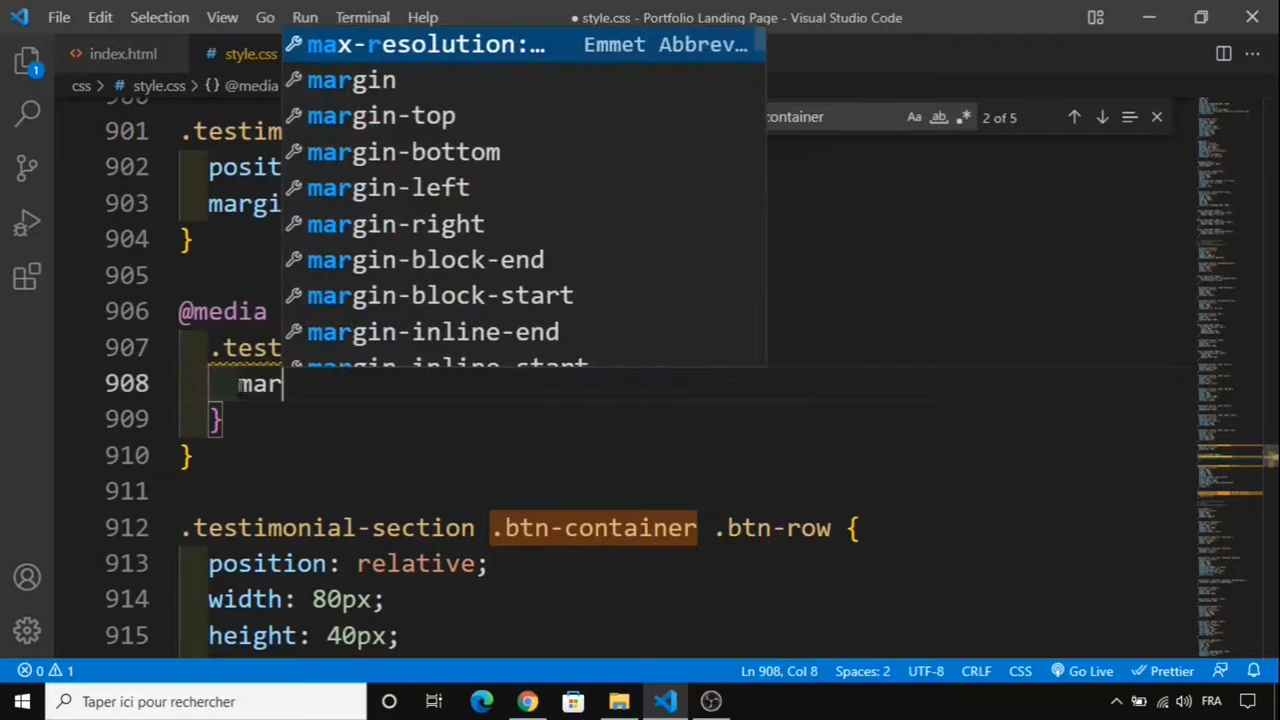 File Edit Selection View Go Run Terminal Help ● style.css - Portfolio Landing Page - Visual Studio Code
index.html # style.css
css > # style.css > {} @media
container Aa ab 2 of 5
max-resolution:… Emmet Abbrev…
margin
margin-top
margin-bottom
margin-left
margin-right
margin-block-end
margin-block-start
margin-inline-end
margin-inline-start
901 .testim
902 posit
903 margi
904 }
905
906 @media
907 .test
908 mar
909 }
910 }
911
912 .testimonial-section .btn-container .btn-row {
913 position: relative;
914 width: 80px;
915 height: 40px;
1
0 1 Ln 908, Col 8 Spaces: 2 UTF-8 CRLF CSS Go Live Prettier
Taper ici pour rechercher FRA